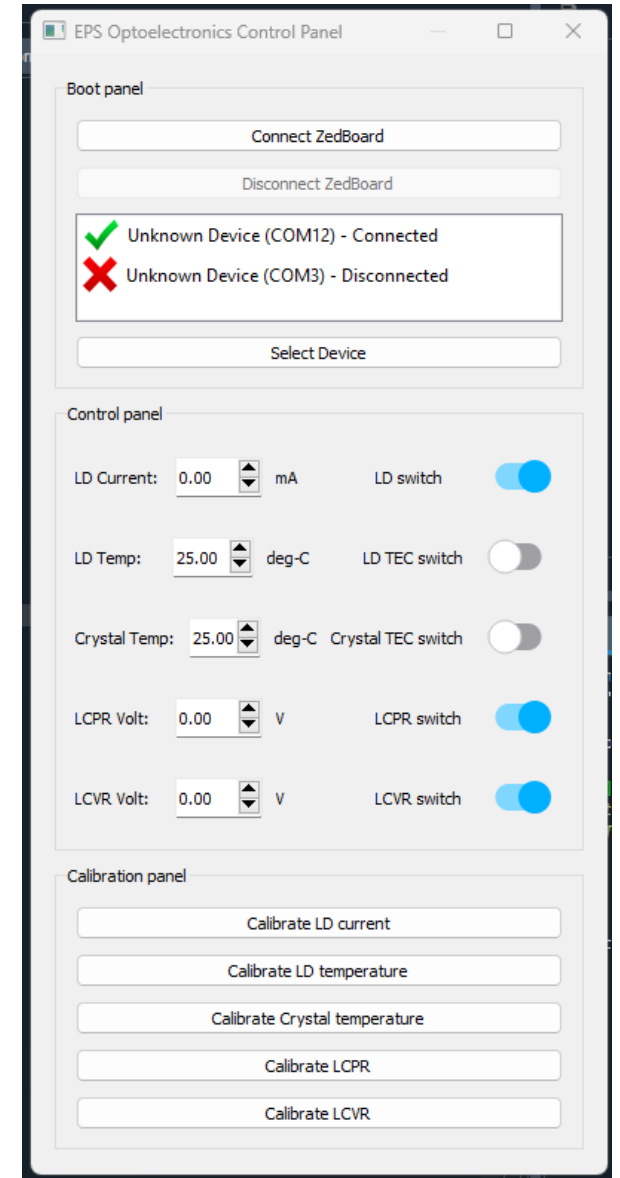 EPS Optoelectronics Control Panel
Boot panel
Connect ZedBoard
Disconnect ZedBoard
Unknown Device (COM12) - Connected
Unknown Device (COM3) - Disconnected
Select Device
Control panel
LD Current: 0.00 mA LD switch
LD Temp: 25.00 deg-C LD TEC switch
Crystal Temp: 25.00 deg-C Crystal TEC switch
LCPR Volt: 0.00 V LCPR switch
LCVR Volt: 0.00 V LCVR switch
Calibration panel
Calibrate LD current
Calibrate LD temperature
Calibrate Crystal temperature
Calibrate LCPR
Calibrate LCVR